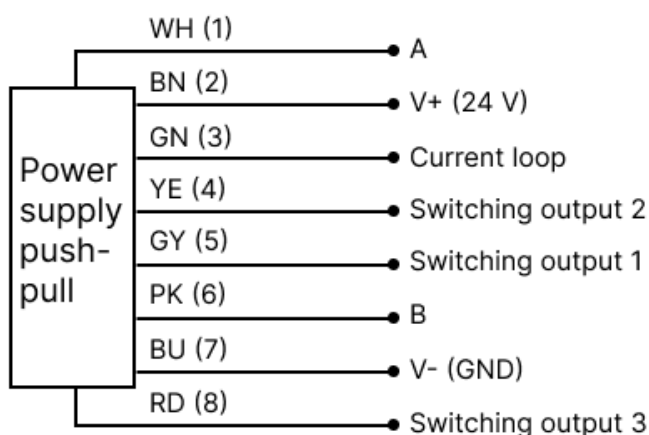 WH (1)
A
BN (2)
V+ (24 V)
GN (3)
Current loop
Power
supply
push-
pull
YE (4)
Switching output 2
GY (5)
Switching output 1
PK (6)
B
BU (7)
V- (GND)
RD (8)
Switching output 3